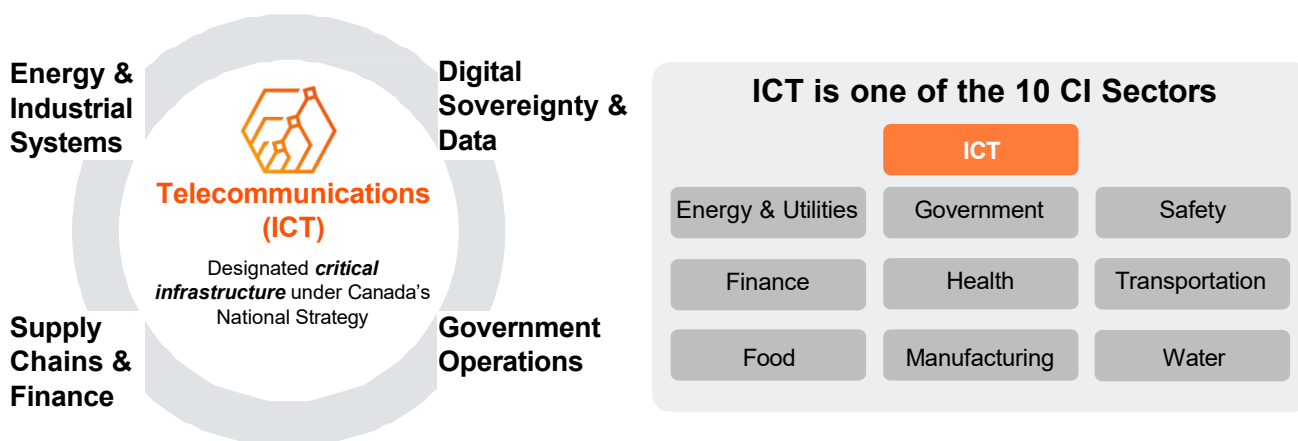 Energy &
Industrial
Systems
Digital
Sovereignty &
Data
Telecommunications
(ICT)
Designated critical
infrastructure under Canada's
National Strategy
Supply
Chains &
Finance
Government
Operations
ICT is one of the 10 CI Sectors
ICT
Energy & Utilities
Government
Safety
Finance
Health
Transportation
Food
Manufacturing
Water